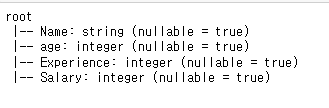 root
 |-- Name: string (nullable = true)
 |-- age: integer (nullable = true)
 |-- Experience: integer (nullable = true)
 |-- Salary: integer (nullable = true)